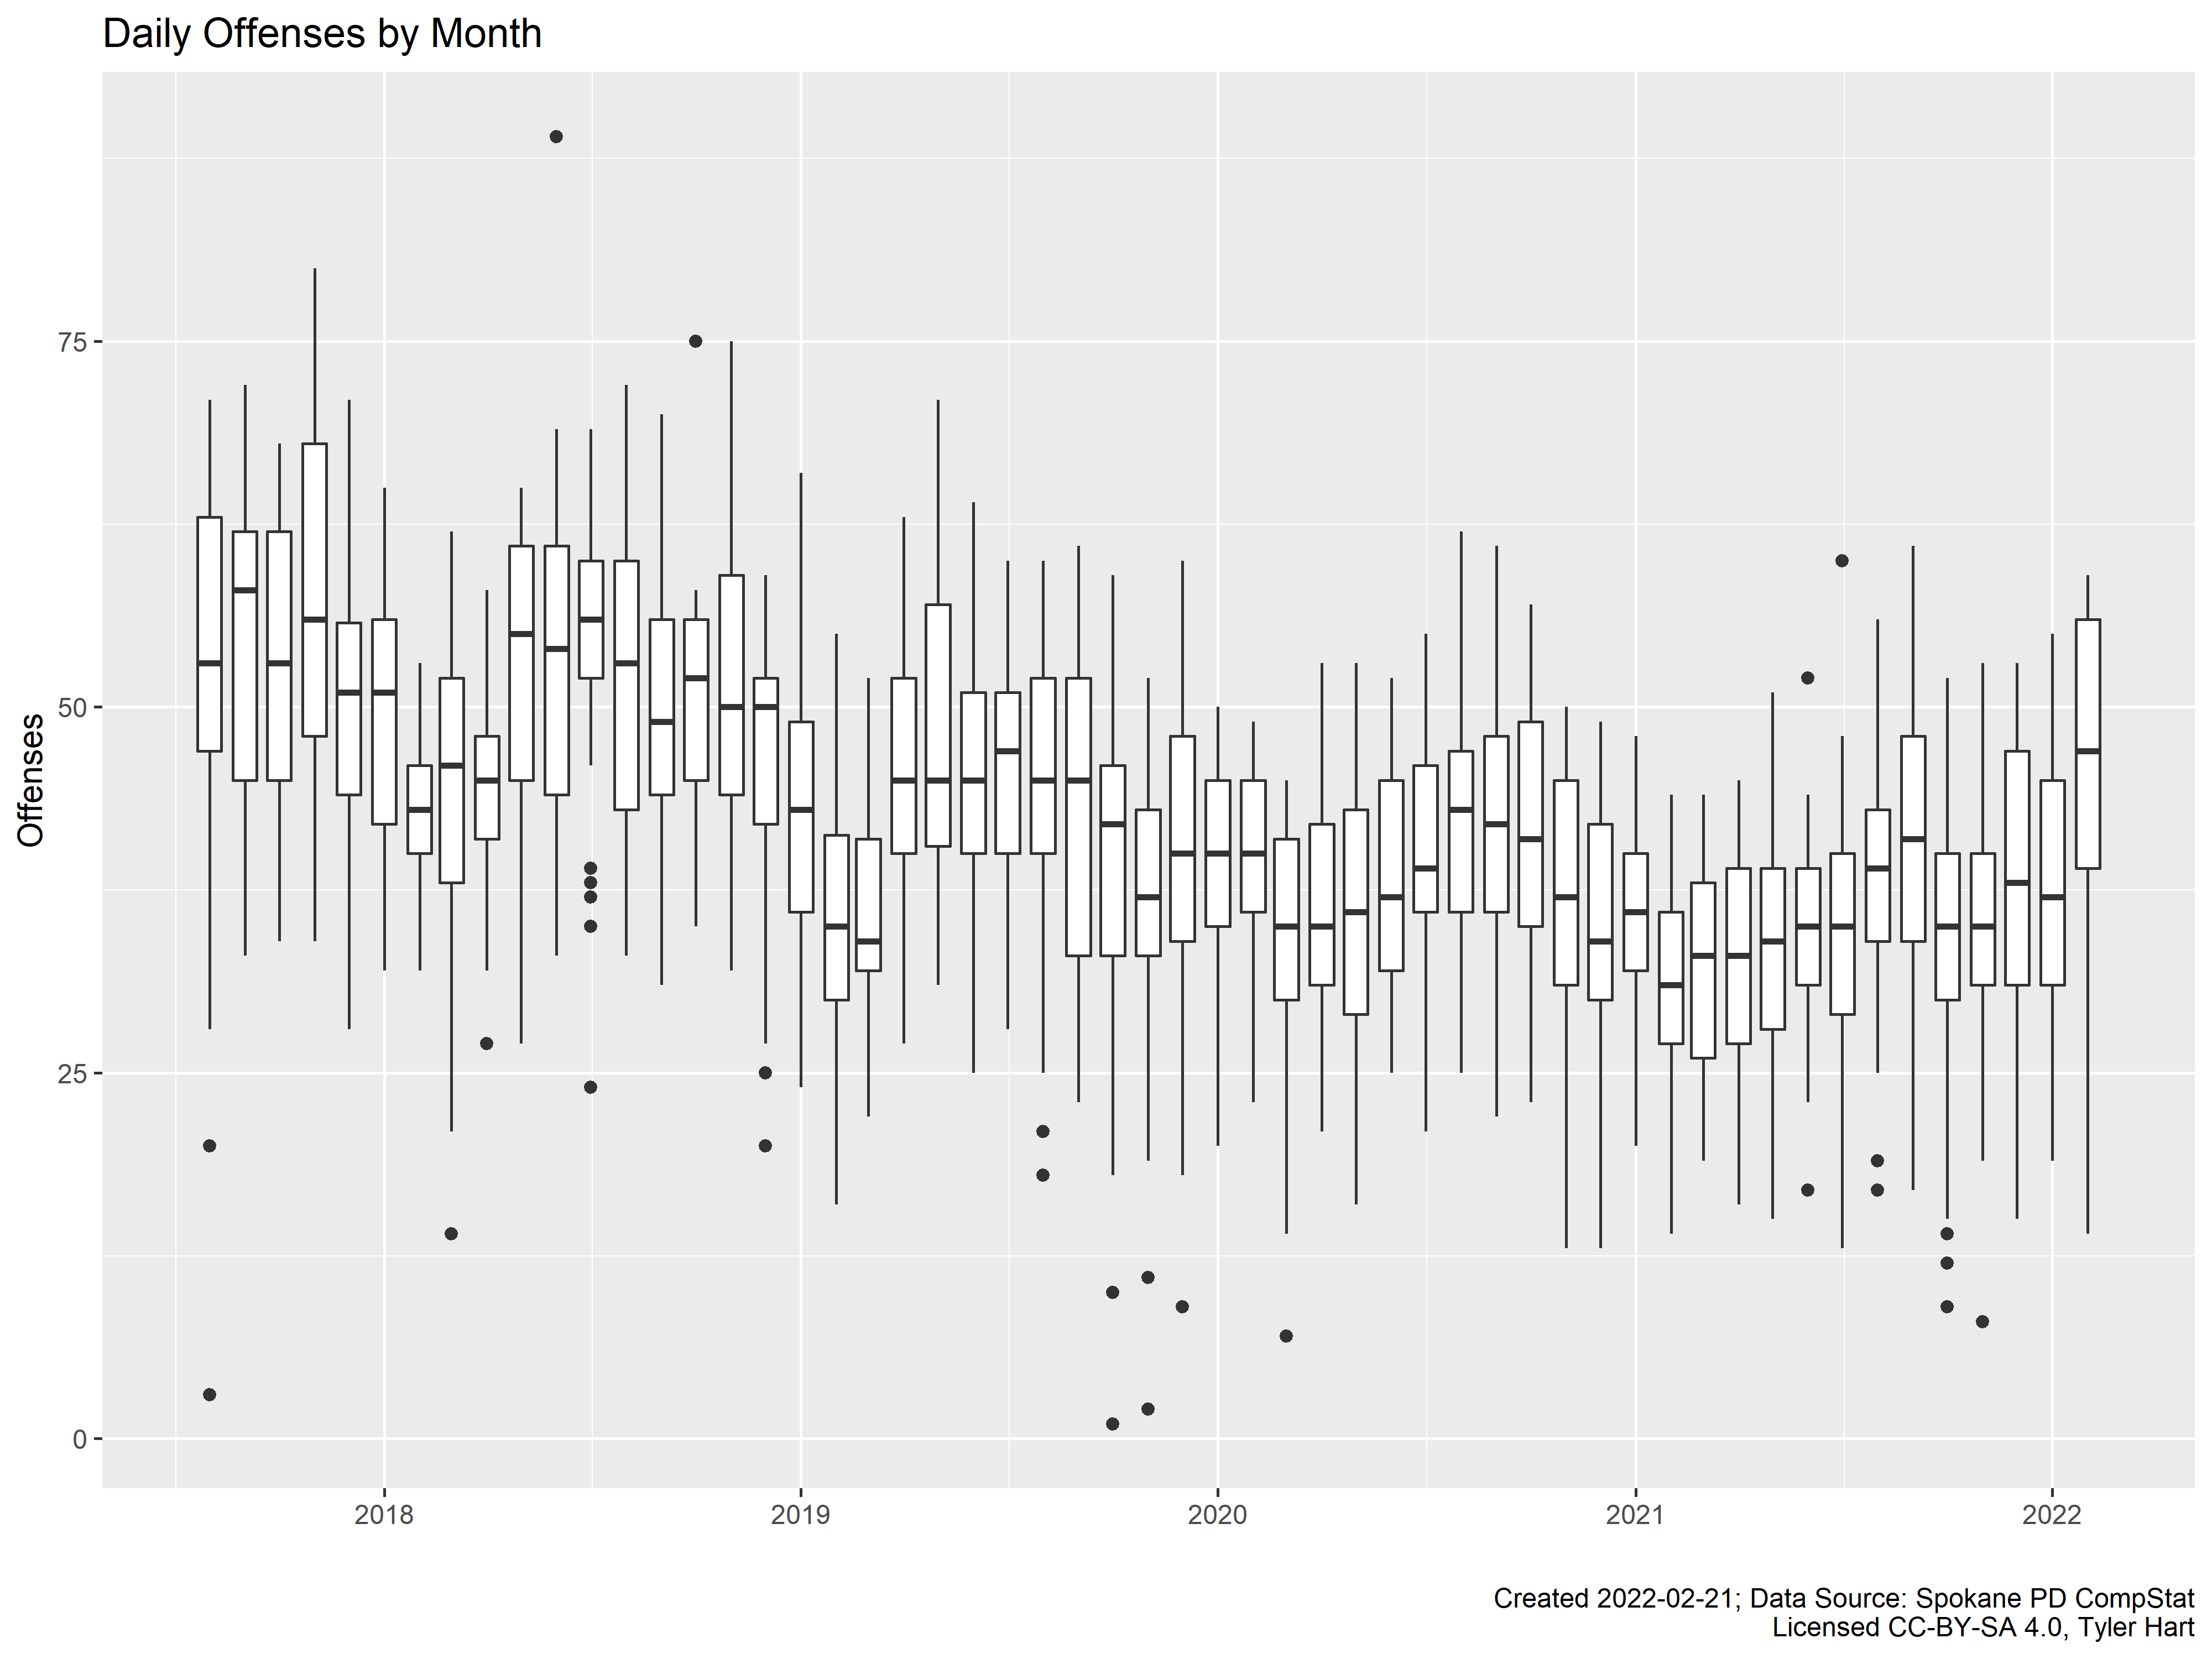 Daily Offenses by Month
Offenses
75
50
25
0
2018
2019
2020
2021
2022
Created 2022-02-21; Data Source: Spokane PD CompStat
Licensed CC-BY-SA 4.0, Tyler Hart